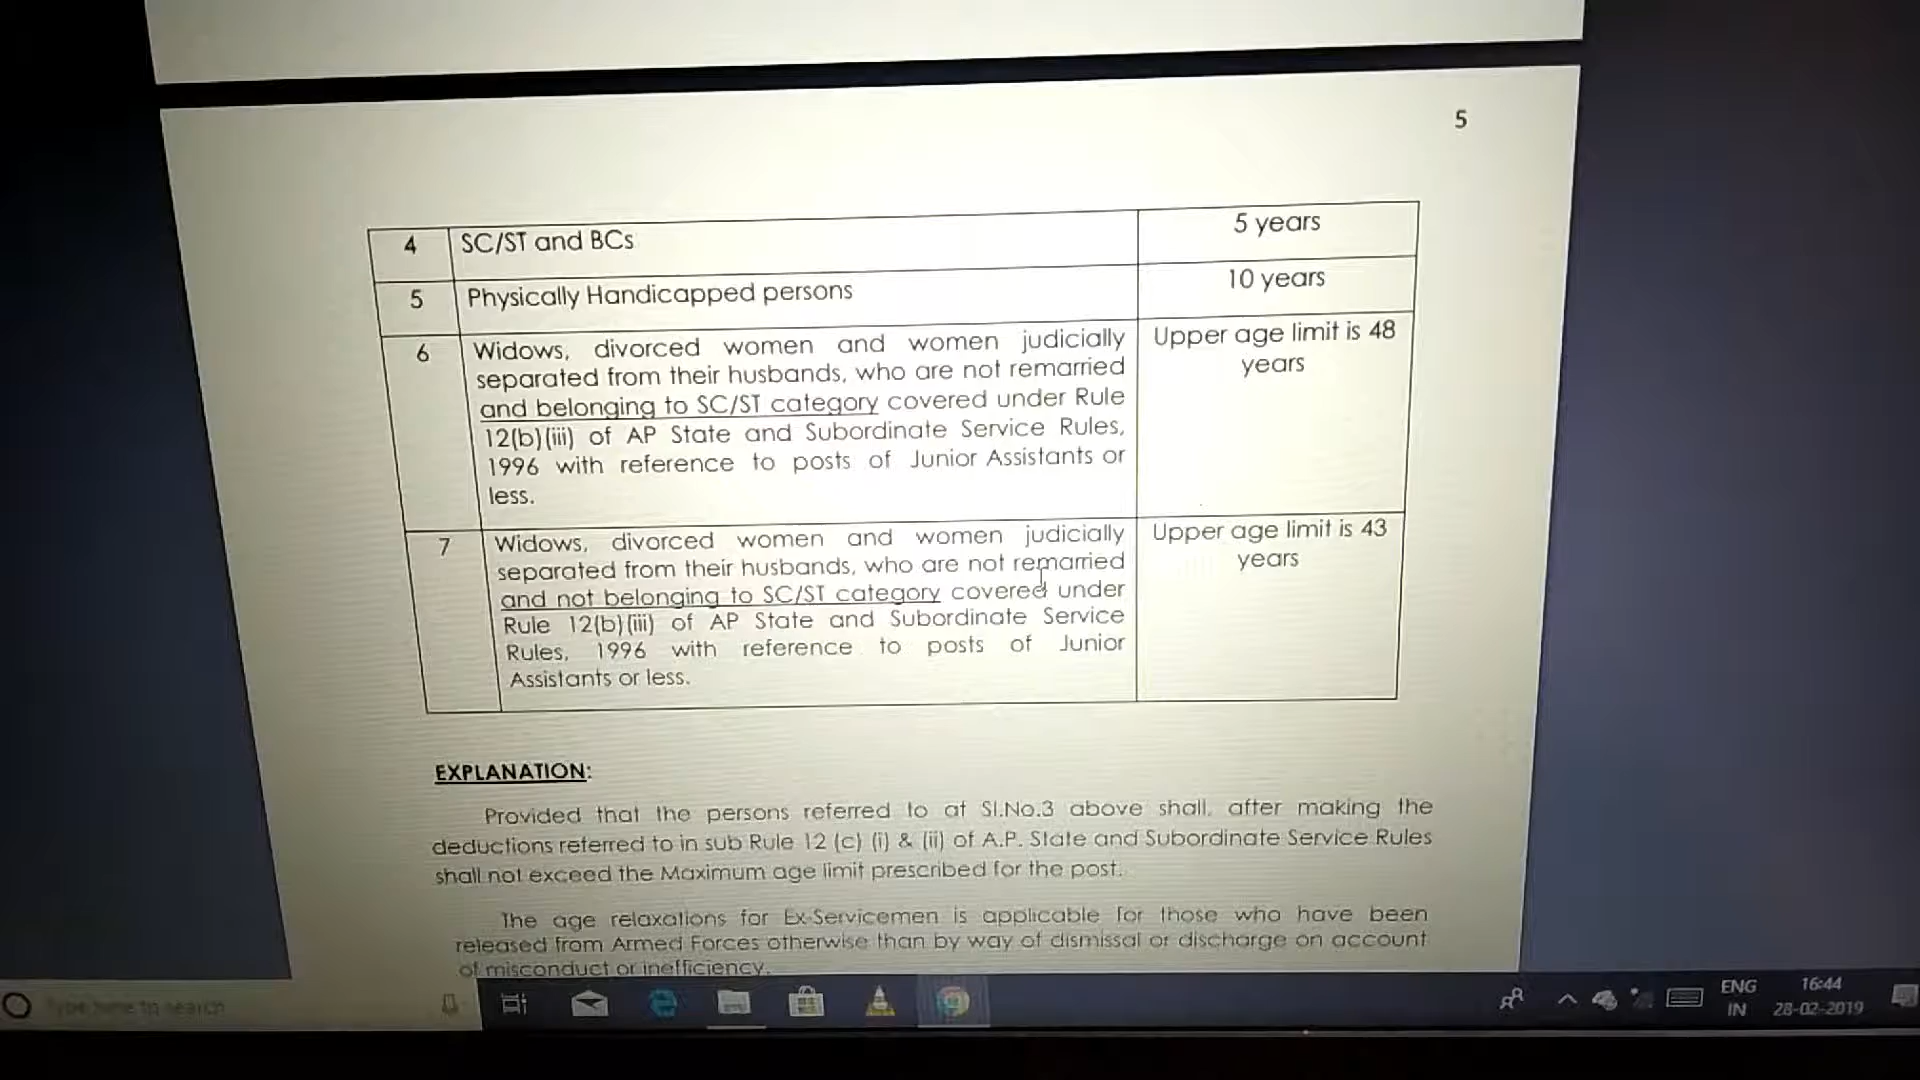 5
4 SC/ST and BCs 5 years
5 Physically Handicapped persons 10 years
6 Widows, divorced women and women judicially Upper age limit is 48
separated from their husbands, who are not remarried years
and belonging to SC/ST category covered under Rule
12(b)(iii) of AP State and Subordinate Service Rules,
1996 with reference to posts of Junior Assistants or
less.
7 Widows, divorced women and women judicially Upper age limit is 43
separated from their husbands, who are not remarried years
and not belonging to SC/ST category covered under
Rule 12(b)(iii) of AP State and Subordinate Service
Rules, 1996 with reference to posts of Junior
Assistants or less.
EXPLANATION:
Provided that the persons referred to at Sl.No.3 above shall, after making the
deductions referred to in sub Rule 12 (c) (i) & (ii) of A.P. State and Subordinate Service Rules
shall not exceed the Maximum age limit prescribed for the post.
The age relaxations for Ex-Servicemen is applicable for those who have been
released from Armed Forces otherwise than by way of dismissal or discharge on account
of misconduct or inefficiency.
Type here to search
ENG 16:44
IN 28-02-2019